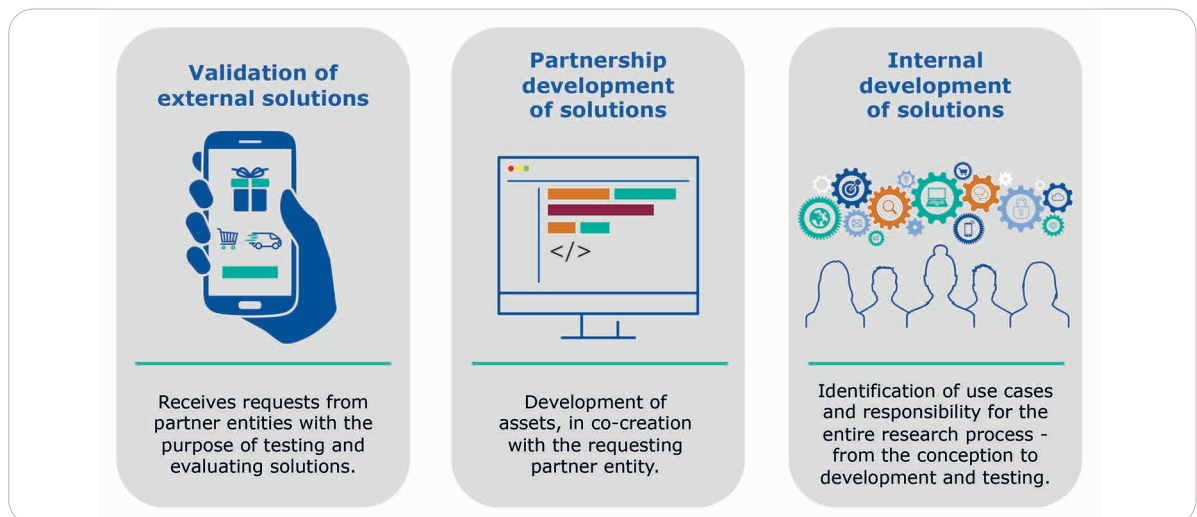 Validation of
external solutions
Receives requests from
partner entities with the
purpose of testing and
evaluating solutions.
Partnership
development
of solutions
</>
Development of
assets, in co-creation
with the requesting
partner entity.
Internal
development
of solutions
Identification of use cases
and responsibility for the
entire research process -
from the conception to
development and testing.